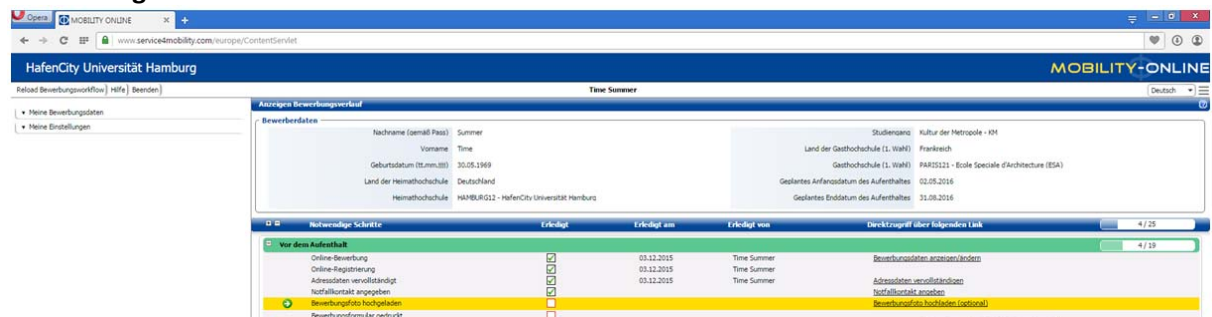 Opera MOBILITY ONLINE
www.service4mobility.com/europe/ContentServlet
HafenCity Universität Hamburg MOBILITY-ONLINE
Reload Bewerbungsworkflow Hilfe Beenden Time Summer Deutsch
Meine Bewerbungsdaten
Meine Einstellungen
Anzeigen Bewerbungsverlauf
Bewerberdaten
Nachname (gemäß Pass) Summer Studiengang Kultur der Metropole - KM
Vorname Time Land der Gasthochschule (1. Wahl) Frankreich
Geburtsdatum (tt.mm.jjjj) 30.05.1969 Gasthochschule (1. Wahl) PARIS121 - Ecole Speciale d'Architecture (ESA)
Land der Heimathochschule Deutschland Geplantes Anfangsdatum des Aufenthaltes 02.05.2016
Heimathochschule HAMBURG12 - HafenCity Universität Hamburg Geplantes Enddatum des Aufenthaltes 31.08.2016
Notwendige Schritte Erledigt Erledigt am Erledigt von Direktzugriff über folgenden Link 4 / 25
Vor dem Aufenthalt 4 / 19
Online-Bewerbung 03.12.2015 Time Summer Bewerbungsdaten anzeigen/ändern
Online-Registrierung 03.12.2015 Time Summer
Adressdaten vervollständigt 03.12.2015 Time Summer Adressdaten vervollständigen
Notfallkontakt angegeben Notfallkontakt angeben
Bewerbungsfoto hochgeladen Bewerbungsfoto hochladen (optional)
Bewerbungsformular gedruckt